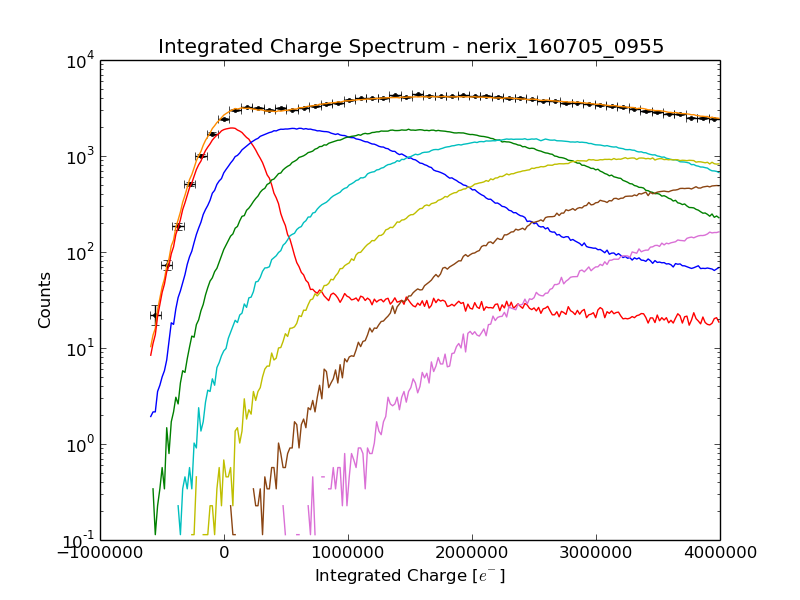 Integrated Charge Spectrum - nerix_160705_0955
10^4
10^3
10^2
10^1
10^0
10^-1
Counts
−1000000 0 1000000 2000000 3000000 4000000
Integrated Charge [e^-]